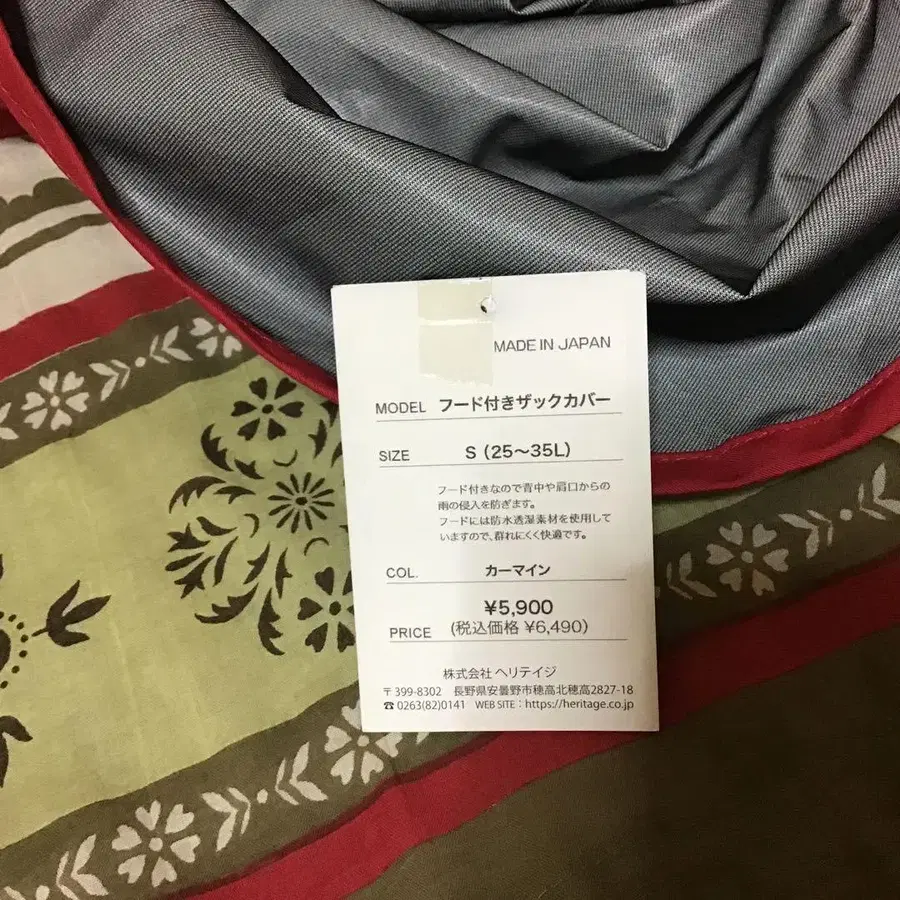 MADE IN JAPAN
MODEL フード付きザックカバー
SIZE S (25〜35L)
フード付きなので背中や肩口からの
雨の侵入を防ぎます。
フードには防水透湿素材を使用して
いますので、群れにくく快適です。
COL. カーマイン
¥5,900
PRICE (税込価格 ¥6,490)
株式会社 ヘリテイジ
〒399-8302 長野県安曇野市穂高北穂高2827-18
☎ 0263(82)0141 WEB SITE : https://heritage.co.jp